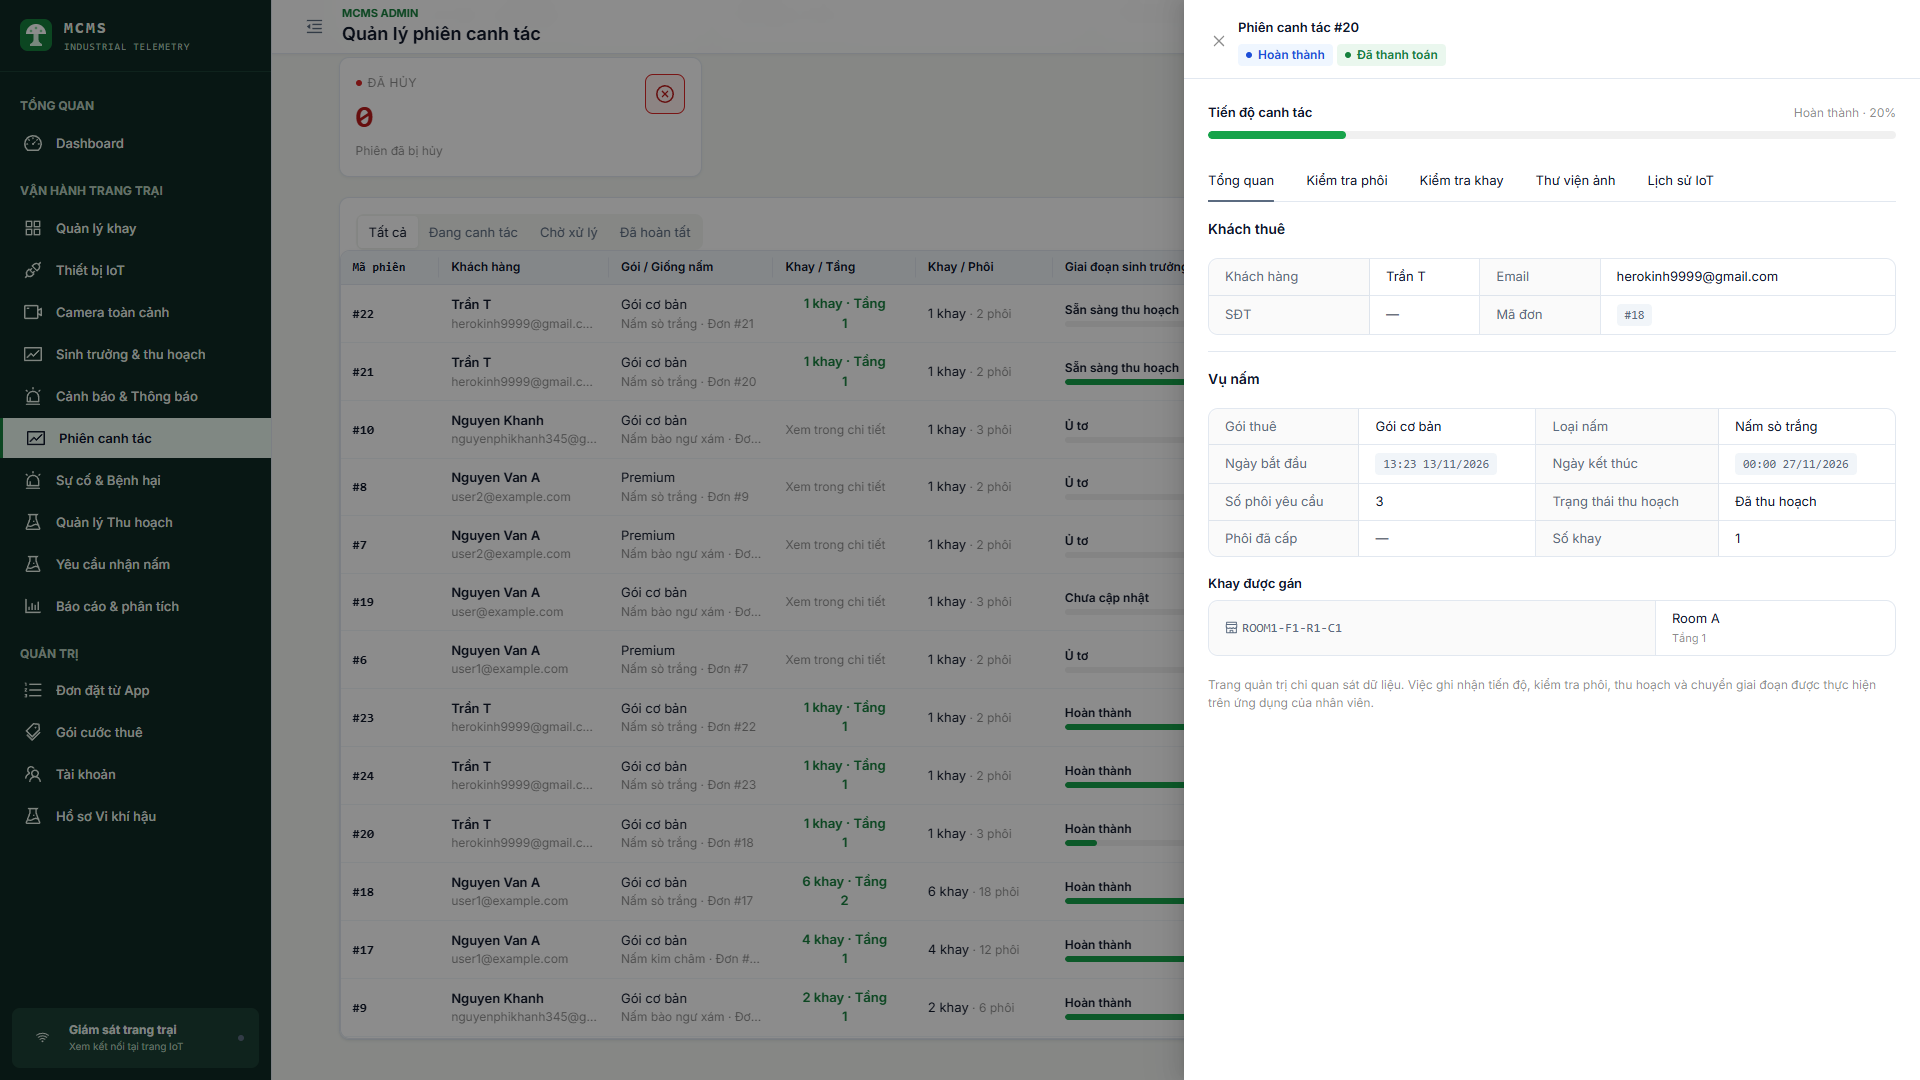 MCMS
INDUSTRIAL TELEMETRY
TỔNG QUAN
Dashboard
VẬN HÀNH TRANG TRẠI
Quản lý khay
Thiết bị IoT
Camera toàn cảnh
Sinh trưởng & thu hoạch
Cảnh báo & Thông báo
Phiên canh tác
Sự cố & Bệnh hại
Quản lý Thu hoạch
Yêu cầu nhận nấm
Báo cáo & phân tích
QUẢN TRỊ
Đơn đặt từ App
Gói cước thuê
Tài khoản
Hồ sơ Vi khí hậu
Giám sát trang trại
Xem kết nối tại trang IoT
MCMS ADMIN
Quản lý phiên canh tác
ĐÃ HỦY
0
Phiên đã bị hủy
Tất cả Đang canh tác Chờ xử lý Đã hoàn tất
Mã phiên Khách hàng Gói / Giống nấm Khay / Tầng Khay / Phôi Giai đoạn sinh trưởng
#22 Trần T Gói cơ bản 1 khay · Tầng 1 khay · 2 phôi Sẵn sàng thu hoạch
herokinh9999@gmail.c... Nấm sò trắng · Đơn #21 1
#21 Trần T Gói cơ bản 1 khay · Tầng 1 khay · 2 phôi Sẵn sàng thu hoạch
herokinh9999@gmail.c... Nấm sò trắng · Đơn #20 1
#10 Nguyen Khanh Gói cơ bản Xem trong chi tiết 1 khay · 3 phôi Ủ tơ
nguyenphikhanh345@g... Nấm bào ngư xám · Đ...
#8 Nguyen Van A Premium Xem trong chi tiết 1 khay · 2 phôi Ủ tơ
user2@example.com Nấm sò trắng · Đơn #9
#7 Nguyen Van A Premium Xem trong chi tiết 1 khay · 2 phôi Ủ tơ
user2@example.com Nấm bào ngư xám · Đơ...
#19 Nguyen Van A Gói cơ bản Xem trong chi tiết 1 khay · 3 phôi Chưa cập nhật
user@example.com Nấm bào ngư xám · Đơ...
#6 Nguyen Van A Premium Xem trong chi tiết 1 khay · 2 phôi Ủ tơ
user1@example.com Nấm sò trắng · Đơn #7
#23 Trần T Gói cơ bản 1 khay · Tầng 1 khay · 2 phôi Hoàn thành
herokinh9999@gmail.c... Nấm sò trắng · Đơn #22 1
#24 Trần T Gói cơ bản 1 khay · Tầng 1 khay · 2 phôi Hoàn thành
herokinh9999@gmail.c... Nấm sò trắng · Đơn #23 1
#20 Trần T Gói cơ bản 1 khay · Tầng 1 khay · 3 phôi Hoàn thành
herokinh9999@gmail.c... Nấm sò trắng · Đơn #18 1
#18 Nguyen Van A Gói cơ bản 6 khay · Tầng 6 khay · 18 phôi Hoàn thành
user1@example.com Nấm sò trắng · Đơn #17 2
#17 Nguyen Van A Gói cơ bản 4 khay · Tầng 4 khay · 12 phôi Hoàn thành
user1@example.com Nấm kim châm · Đơn #... 1
#9 Nguyen Khanh Gói cơ bản 2 khay · Tầng 2 khay · 6 phôi Hoàn thành
nguyenphikhanh345@g... Nấm bào ngư xám · Đơ... 1
Phiên canh tác #20
Hoàn thành Đã thanh toán
Tiến độ canh tác Hoàn thành · 20%
Tổng quan Kiểm tra phôi Kiểm tra khay Thư viện ảnh Lịch sử IoT
Khách thuê
Khách hàng Trần T Email herokinh9999@gmail.com
SĐT — Mã đơn #18
Vụ nấm
Gói thuê Gói cơ bản Loại nấm Nấm sò trắng
Ngày bắt đầu 13:23 13/11/2026 Ngày kết thúc 00:00 27/11/2026
Số phôi yêu cầu 3 Trạng thái thu hoạch Đã thu hoạch
Phôi đã cấp — Số khay 1
Khay được gán
ROOM1-F1-R1-C1 Room A
Tầng 1
Trang quản trị chỉ quan sát dữ liệu. Việc ghi nhận tiến độ, kiểm tra phôi, thu hoạch và chuyển giai đoạn được thực hiện
trên ứng dụng của nhân viên.